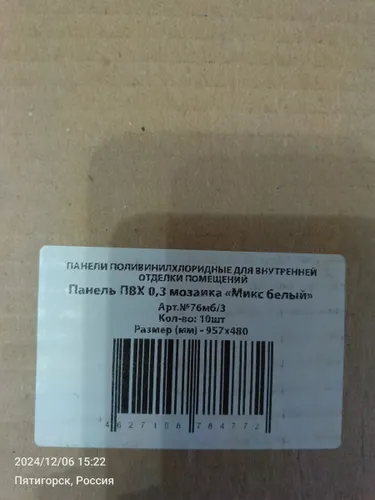 ПАНЕЛИ ПОЛИВИНИЛХЛОРИДНЫЕ ДЛЯ ВНУТРЕННЕЙ
ОТДЕЛКИ ПОМЕЩЕНИЙ
Панель ПВХ 0,3 мозаика «Микс белый»
Арт.№76мб/3
Кол-во: 10шт
Размер (мм) - 957х480
4627188784772
2024/12/06 15:22
Пятигорск, Россия